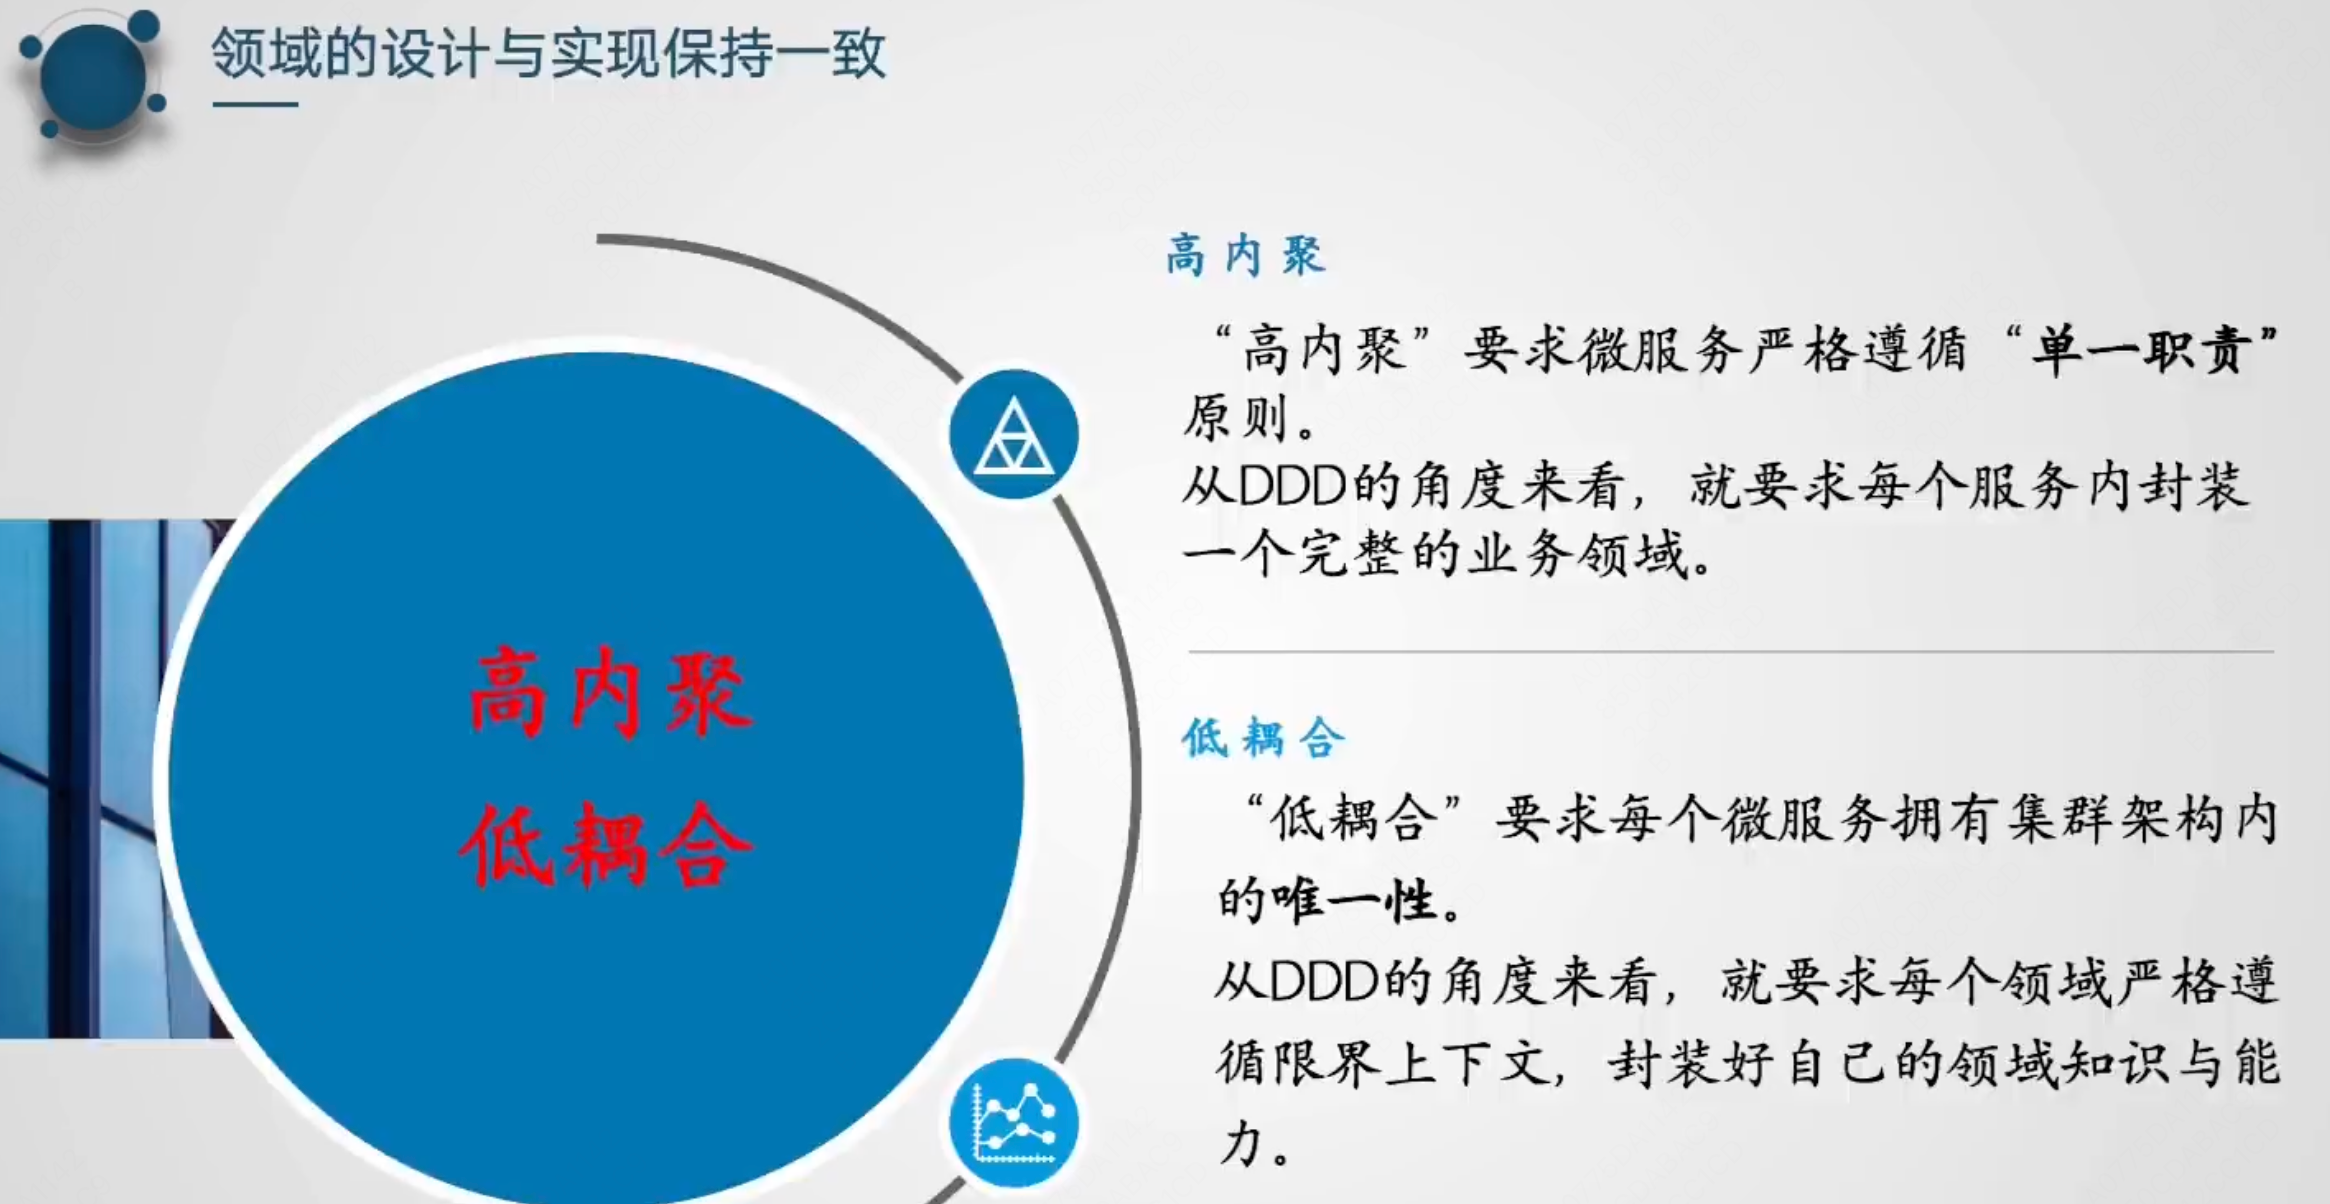 领域的设计与实现保持一致
高内聚
低耦合
高内聚
“高内聚”要求微服务严格遵循“单一职责”
原则。
从DDD的角度来看，就要求每个服务内封装
一个完整的业务领域。
低耦合
“低耦合”要求每个微服务拥有集群架构内
的唯一性。
从DDD的角度来看，就要求每个领域严格遵
循限界上下文，封装好自己的领域知识与能
力。